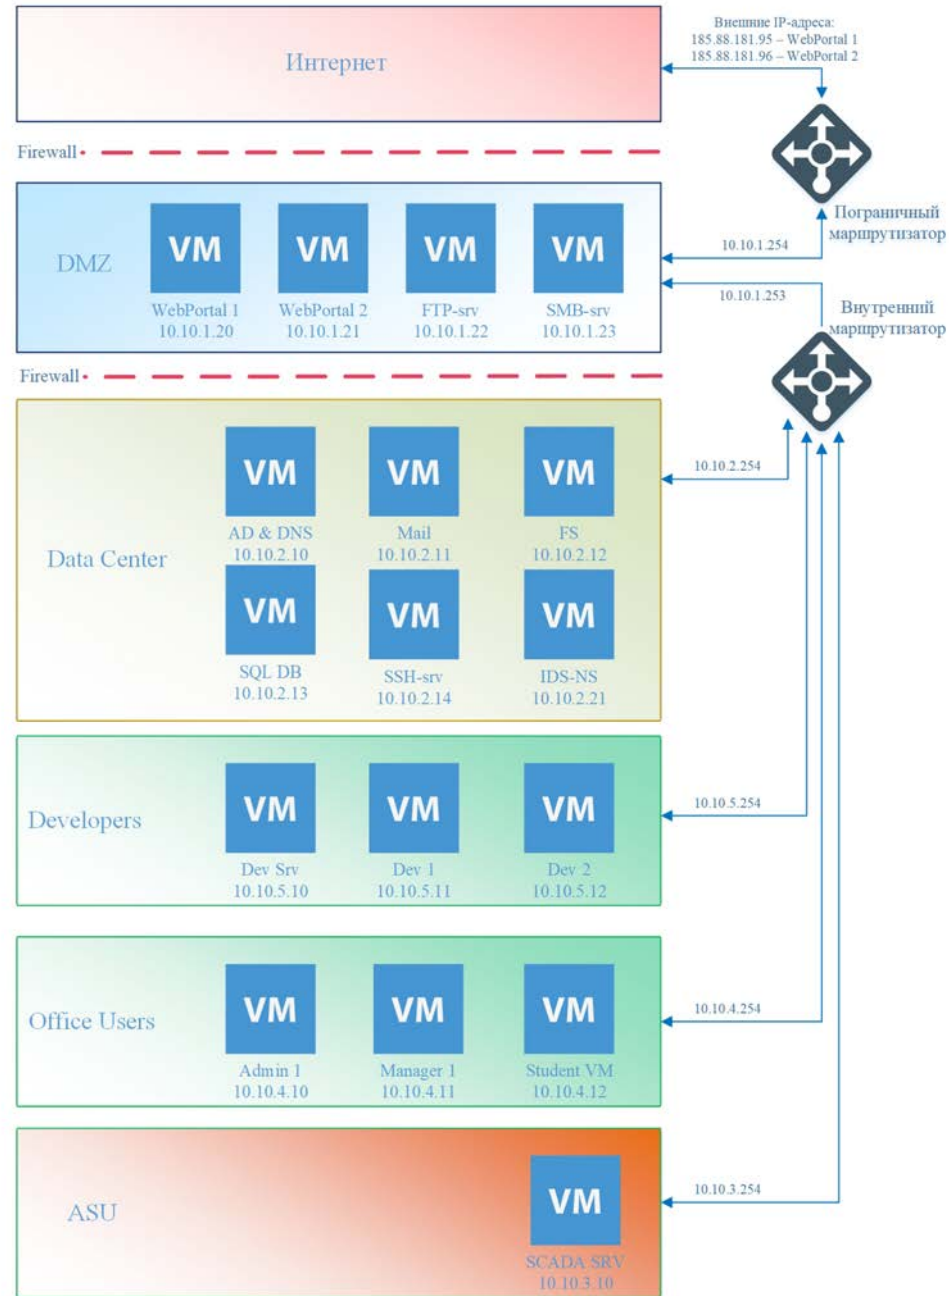 Внешние IP-адреса:
185.88.181.95 – WebPortal 1
185.88.181.96 – WebPortal 2
Интернет
Firewall
Пограничный
маршрутизатор
10.10.1.254
DMZ
VM
WebPortal 1
10.10.1.20
VM
WebPortal 2
10.10.1.21
VM
FTP-srv
10.10.1.22
VM
SMB-srv
10.10.1.23
10.10.1.253
Внутренний
маршрутизатор
Firewall
10.10.2.254
Data Center
VM
AD & DNS
10.10.2.10
VM
Mail
10.10.2.11
VM
FS
10.10.2.12
VM
SQL DB
10.10.2.13
VM
SSH-srv
10.10.2.14
VM
IDS-NS
10.10.2.21
Developers
VM
Dev Srv
10.10.5.10
VM
Dev 1
10.10.5.11
VM
Dev 2
10.10.5.12
10.10.5.254
Office Users
VM
Admin 1
10.10.4.10
VM
Manager 1
10.10.4.11
VM
Student VM
10.10.4.12
10.10.4.254
ASU
VM
SCADA SRV
10.10.3.10
10.10.3.254